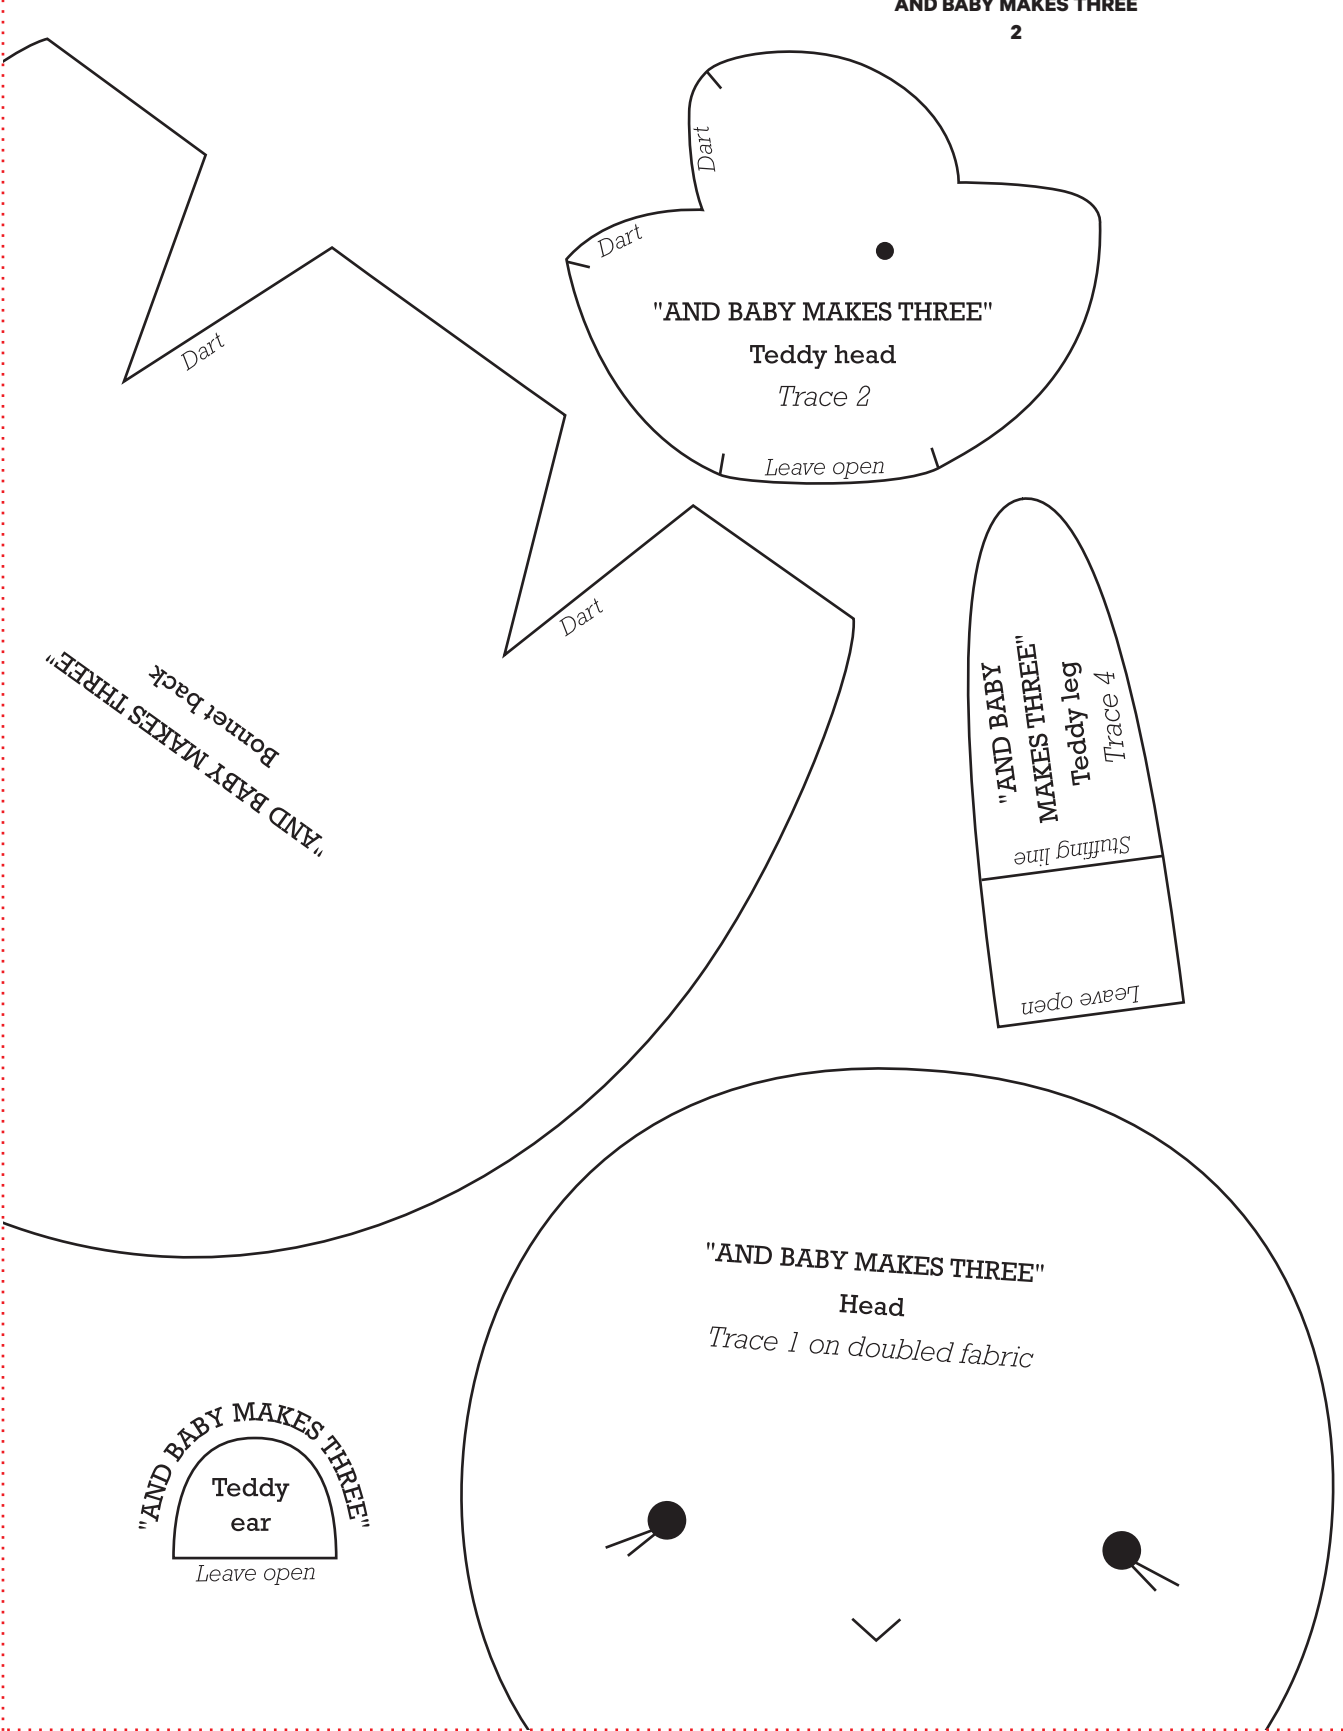 AND BABY MAKES THREE
2
Dart
Dart
"AND BABY MAKES THREE"
Teddy head
Trace 2
Leave open
Dart
Dart
"AND BABY MAKES THREE"
Bonnet back
"AND BABY
MAKES THREE"
Teddy leg
Trace 4
Stuffing line
Leave open
"AND BABY MAKES THREE"
Head
Trace 1 on doubled fabric
"AND BABY MAKES THREE"
Teddy
ear
Leave open